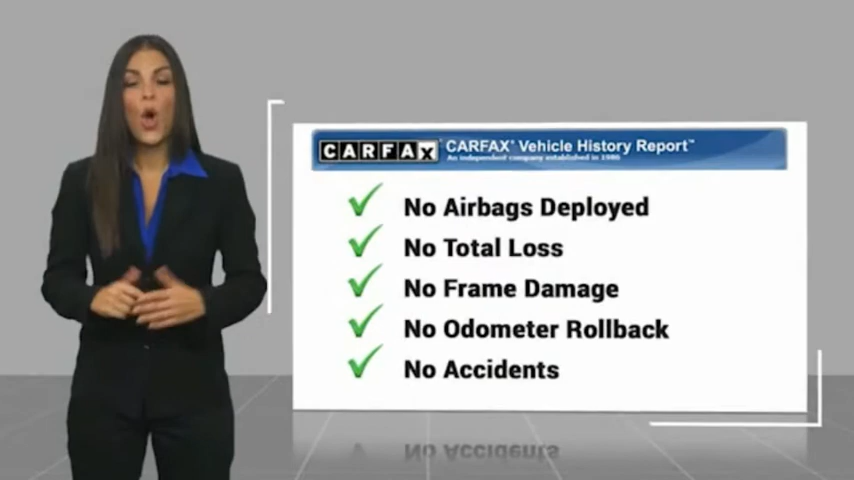 CARFAX
CARFAX® Vehicle History Report™
An independent company established in 1986
No Airbags Deployed
No Total Loss
No Frame Damage
No Odometer Rollback
No Accidents
No Accidents